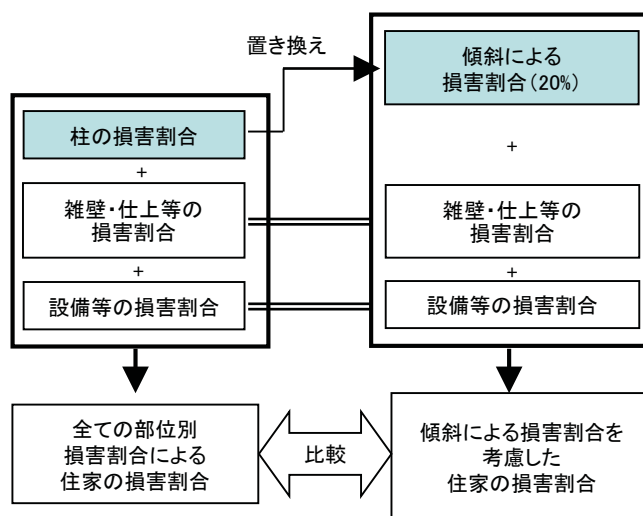 置き換え
柱の損害割合
+
雑壁・仕上等の
損害割合
+
設備等の損害割合
全ての部位別
損害割合による
住家の損害割合
傾斜による
損害割合(20%)
+
雑壁・仕上等の
損害割合
+
設備等の損害割合
傾斜による損害割合を
考慮した
住家の損害割合
比較